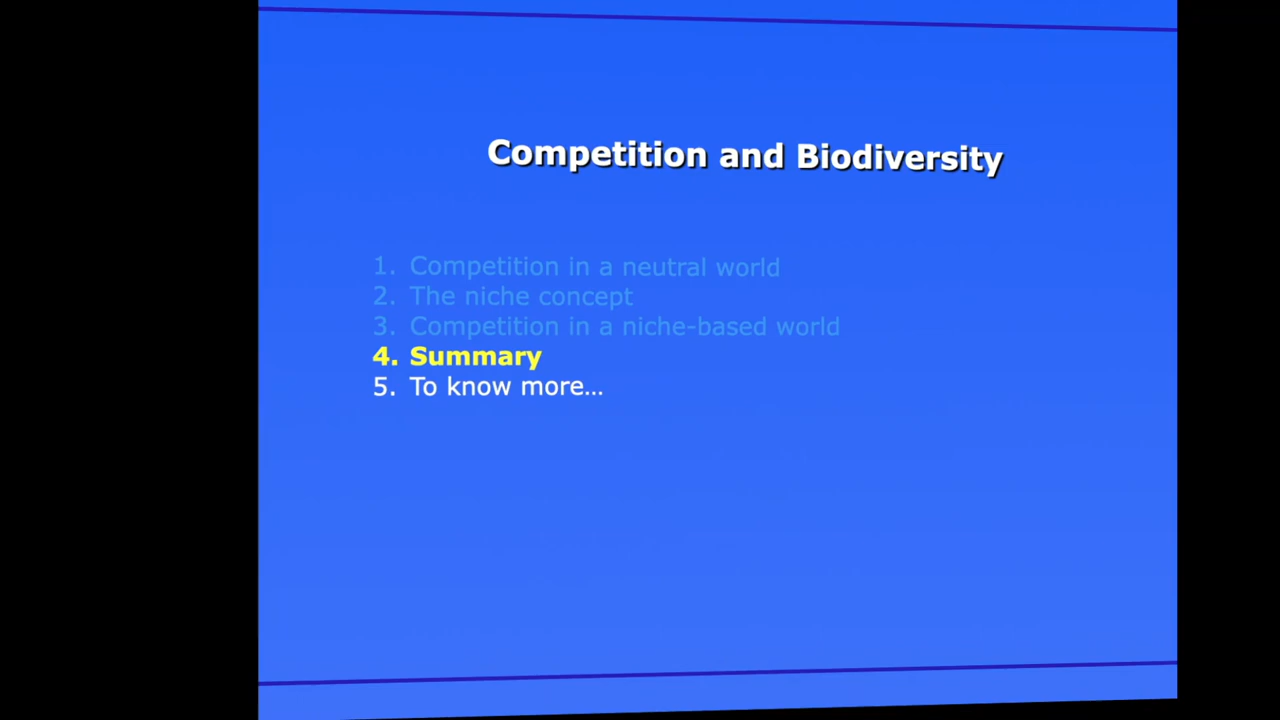 Competition and Biodiversity
1. Competition in a neutral world
2. The niche concept
3. Competition in a niche-based world
4. Summary
5. To know more…